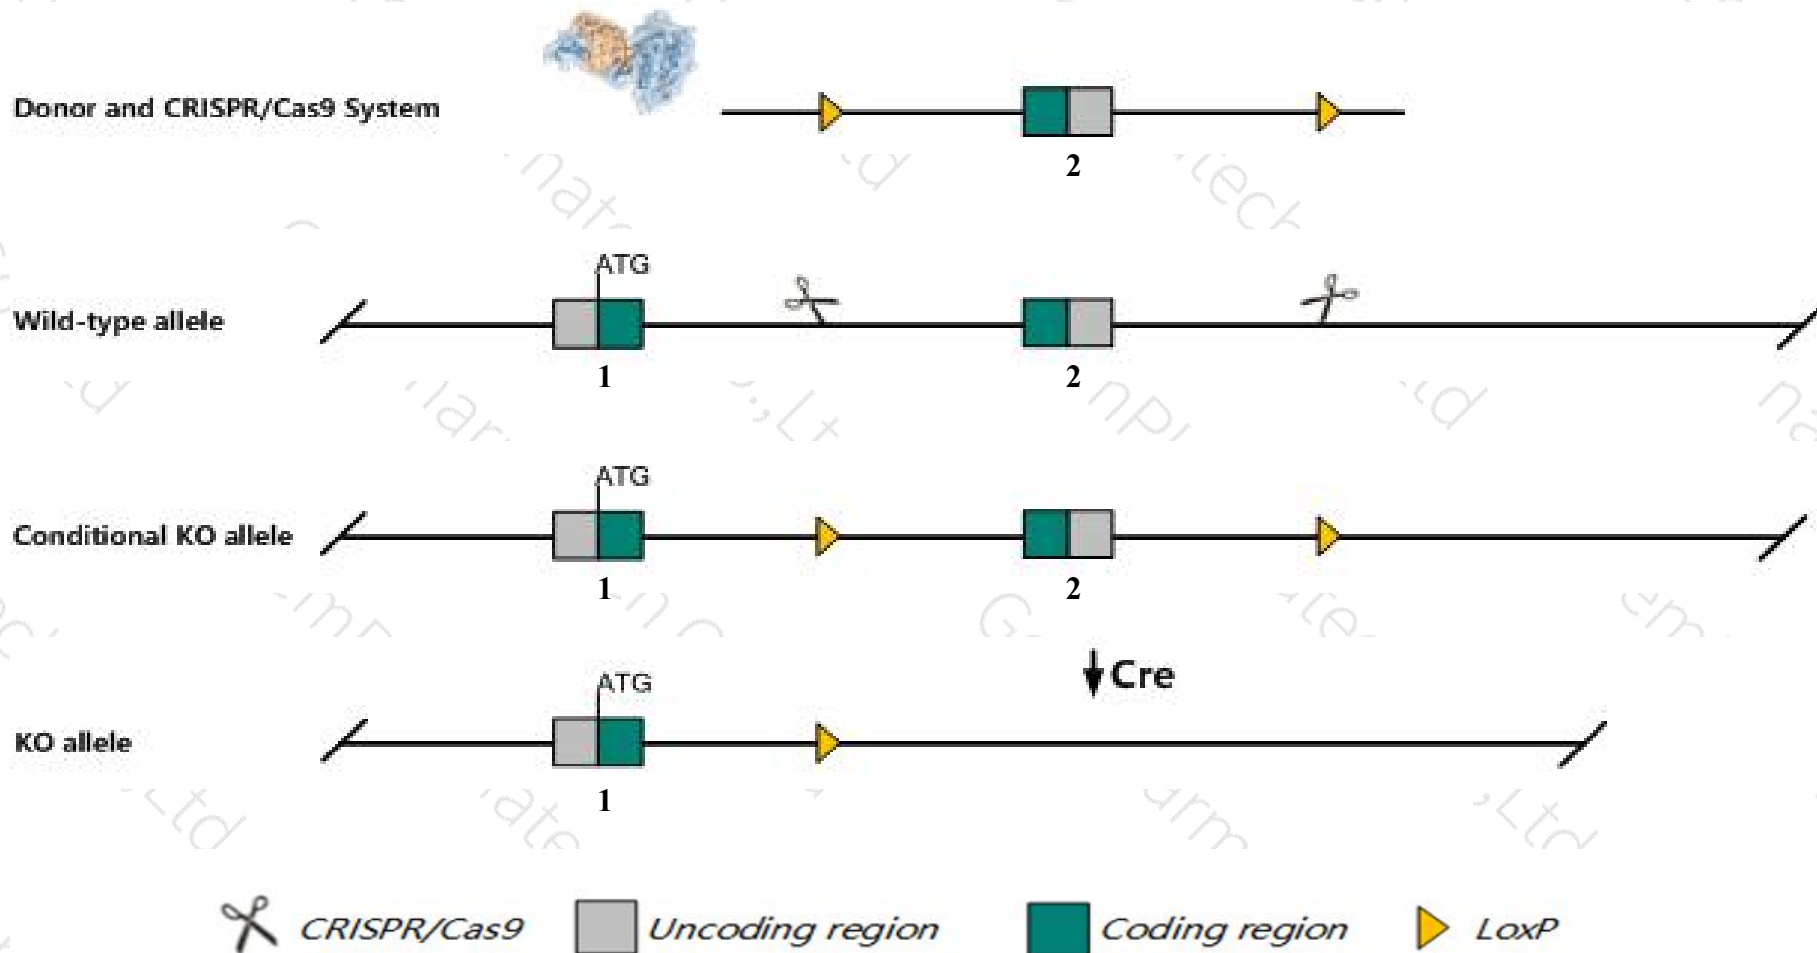 Donor and CRISPR/Cas9 System
2
ATG
Wild-type allele
1 2
ATG
Conditional KO allele
1 2
Cre
ATG
KO allele
1
CRISPR/Cas9 Uncoding region Coding region LoxP